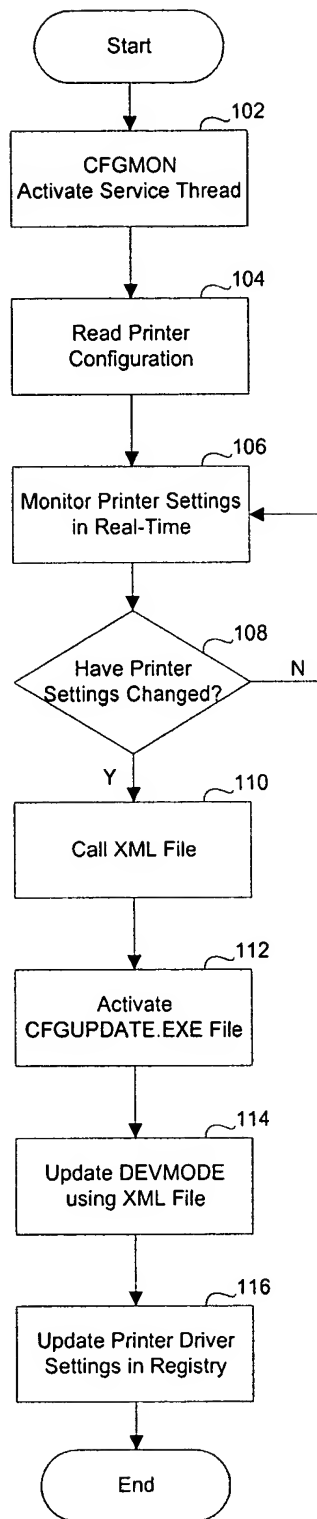 Start
102
CFGMON
Activate Service Thread
104
Read Printer
Configuration
106
Monitor Printer Settings
in Real-Time
108
Have Printer
Settings Changed?
N
Y
110
Call XML File
112
Activate
CFGUPDATE.EXE File
114
Update DEVMODE
using XML File
116
Update Printer Driver
Settings in Registry
End